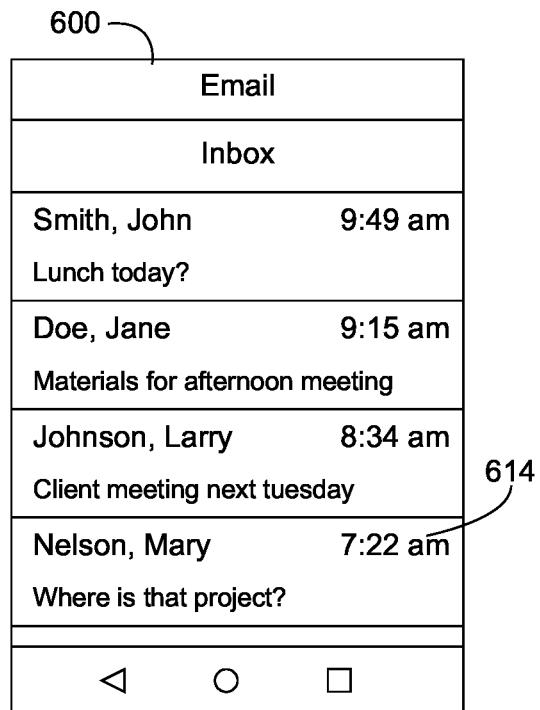 600
Email
Inbox
Smith, John 9:49 am
Lunch today?
Doe, Jane 9:15 am
Materials for afternoon meeting
Johnson, Larry 8:34 am
Client meeting next tuesday
614
Nelson, Mary 7:22 am
Where is that project?